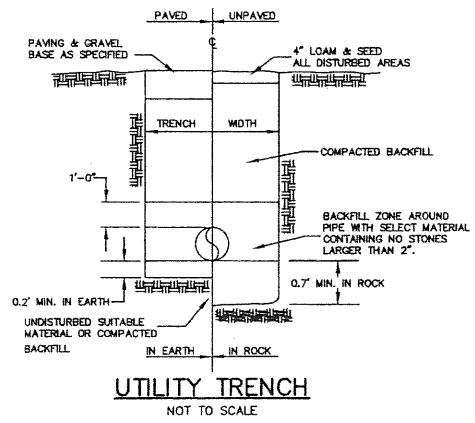 PAVED
UNPAVED
℄
PAVING & GRAVEL
BASE AS SPECIFIED
4" LOAM & SEED
ALL DISTURBED AREAS
TRENCH
WIDTH
COMPACTED BACKFILL
1'-0"
BACKFILL ZONE AROUND
PIPE WITH SELECT MATERIAL
CONTAINING NO STONES
LARGER THAN 2".
0.2' MIN. IN EARTH
0.7' MIN. IN ROCK
UNDISTURBED SUITABLE
MATERIAL OR COMPACTED
BACKFILL
IN EARTH
IN ROCK
UTILITY TRENCH
NOT TO SCALE